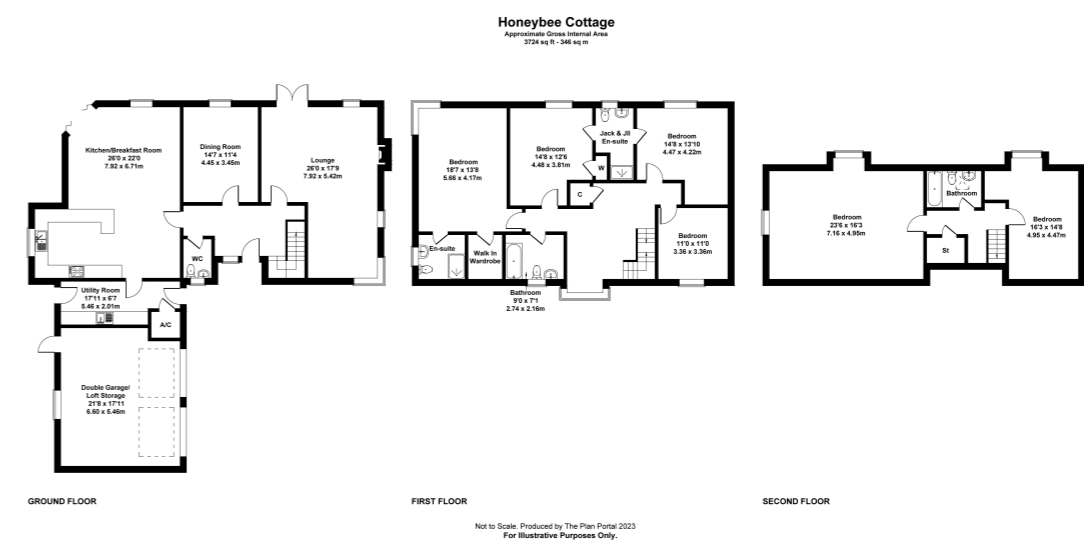 Honeybee Cottage
Approximate Gross Internal Area
3724 sq ft - 346 sq m
Kitchen/Breakfast Room
26'0 x 22'0
7.92 x 6.71m
Dining Room
14'7 x 11'4
4.45 x 3.45m
Lounge
26'0 x 17'9
7.92 x 5.42m
WC
Utility Room
17'11 x 6'7
5.46 x 2.01m
A/C
Double Garage/
Loft Storage
21'8 x 17'11
6.60 x 5.46m
GROUND FLOOR
Bedroom
18'7 x 13'8
5.66 x 4.17m
Bedroom
14'8 x 12'6
4.48 x 3.81m
Jack & Jll
En-suite
Bedroom
14'8 x 13'10
4.47 x 4.22m
W
C
En-suite
Walk In
Wardrobe
Bathroom
9'0 x 7'1
2.74 x 2.16m
Bedroom
11'0 x 11'0
3.36 x 3.36m
FIRST FLOOR
Bedroom
23'6 x 16'3
7.16 x 4.95m
Bathroom
St
Bedroom
16'3 x 14'8
4.95 x 4.47m
SECOND FLOOR
Not to Scale. Produced by The Plan Portal 2023
For Illustrative Purposes Only.